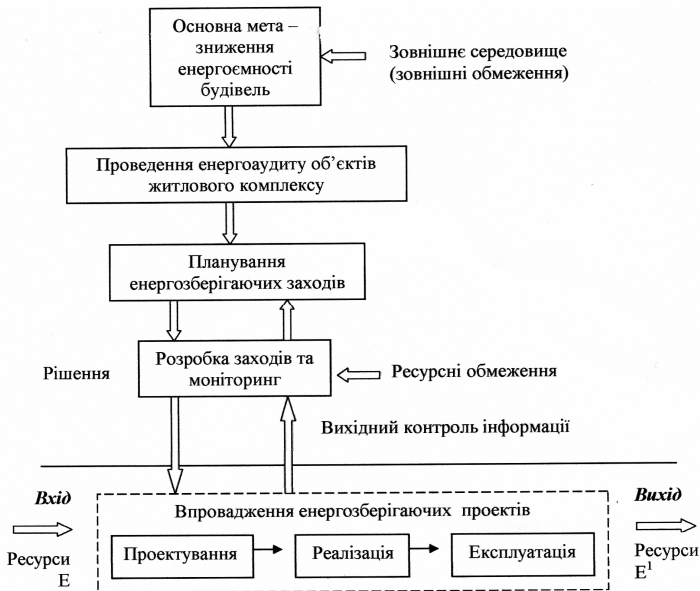 Основна мета –
зниження
енергоємності
будівель
Зовнішнє середовище
(зовнішні обмеження)
Проведення енергоаудиту об’єктів
житлового комплексу
Планування
енергозберігаючих заходів
Рішення
Розробка заходів та
моніторинг
Ресурсні обмеження
Вихідний контроль інформації
Вхід
Вихід
Впровадження енергозберігаючих проектів
Проектування
Реалізація
Експлуатація
Ресурси
E
Ресурси
E¹